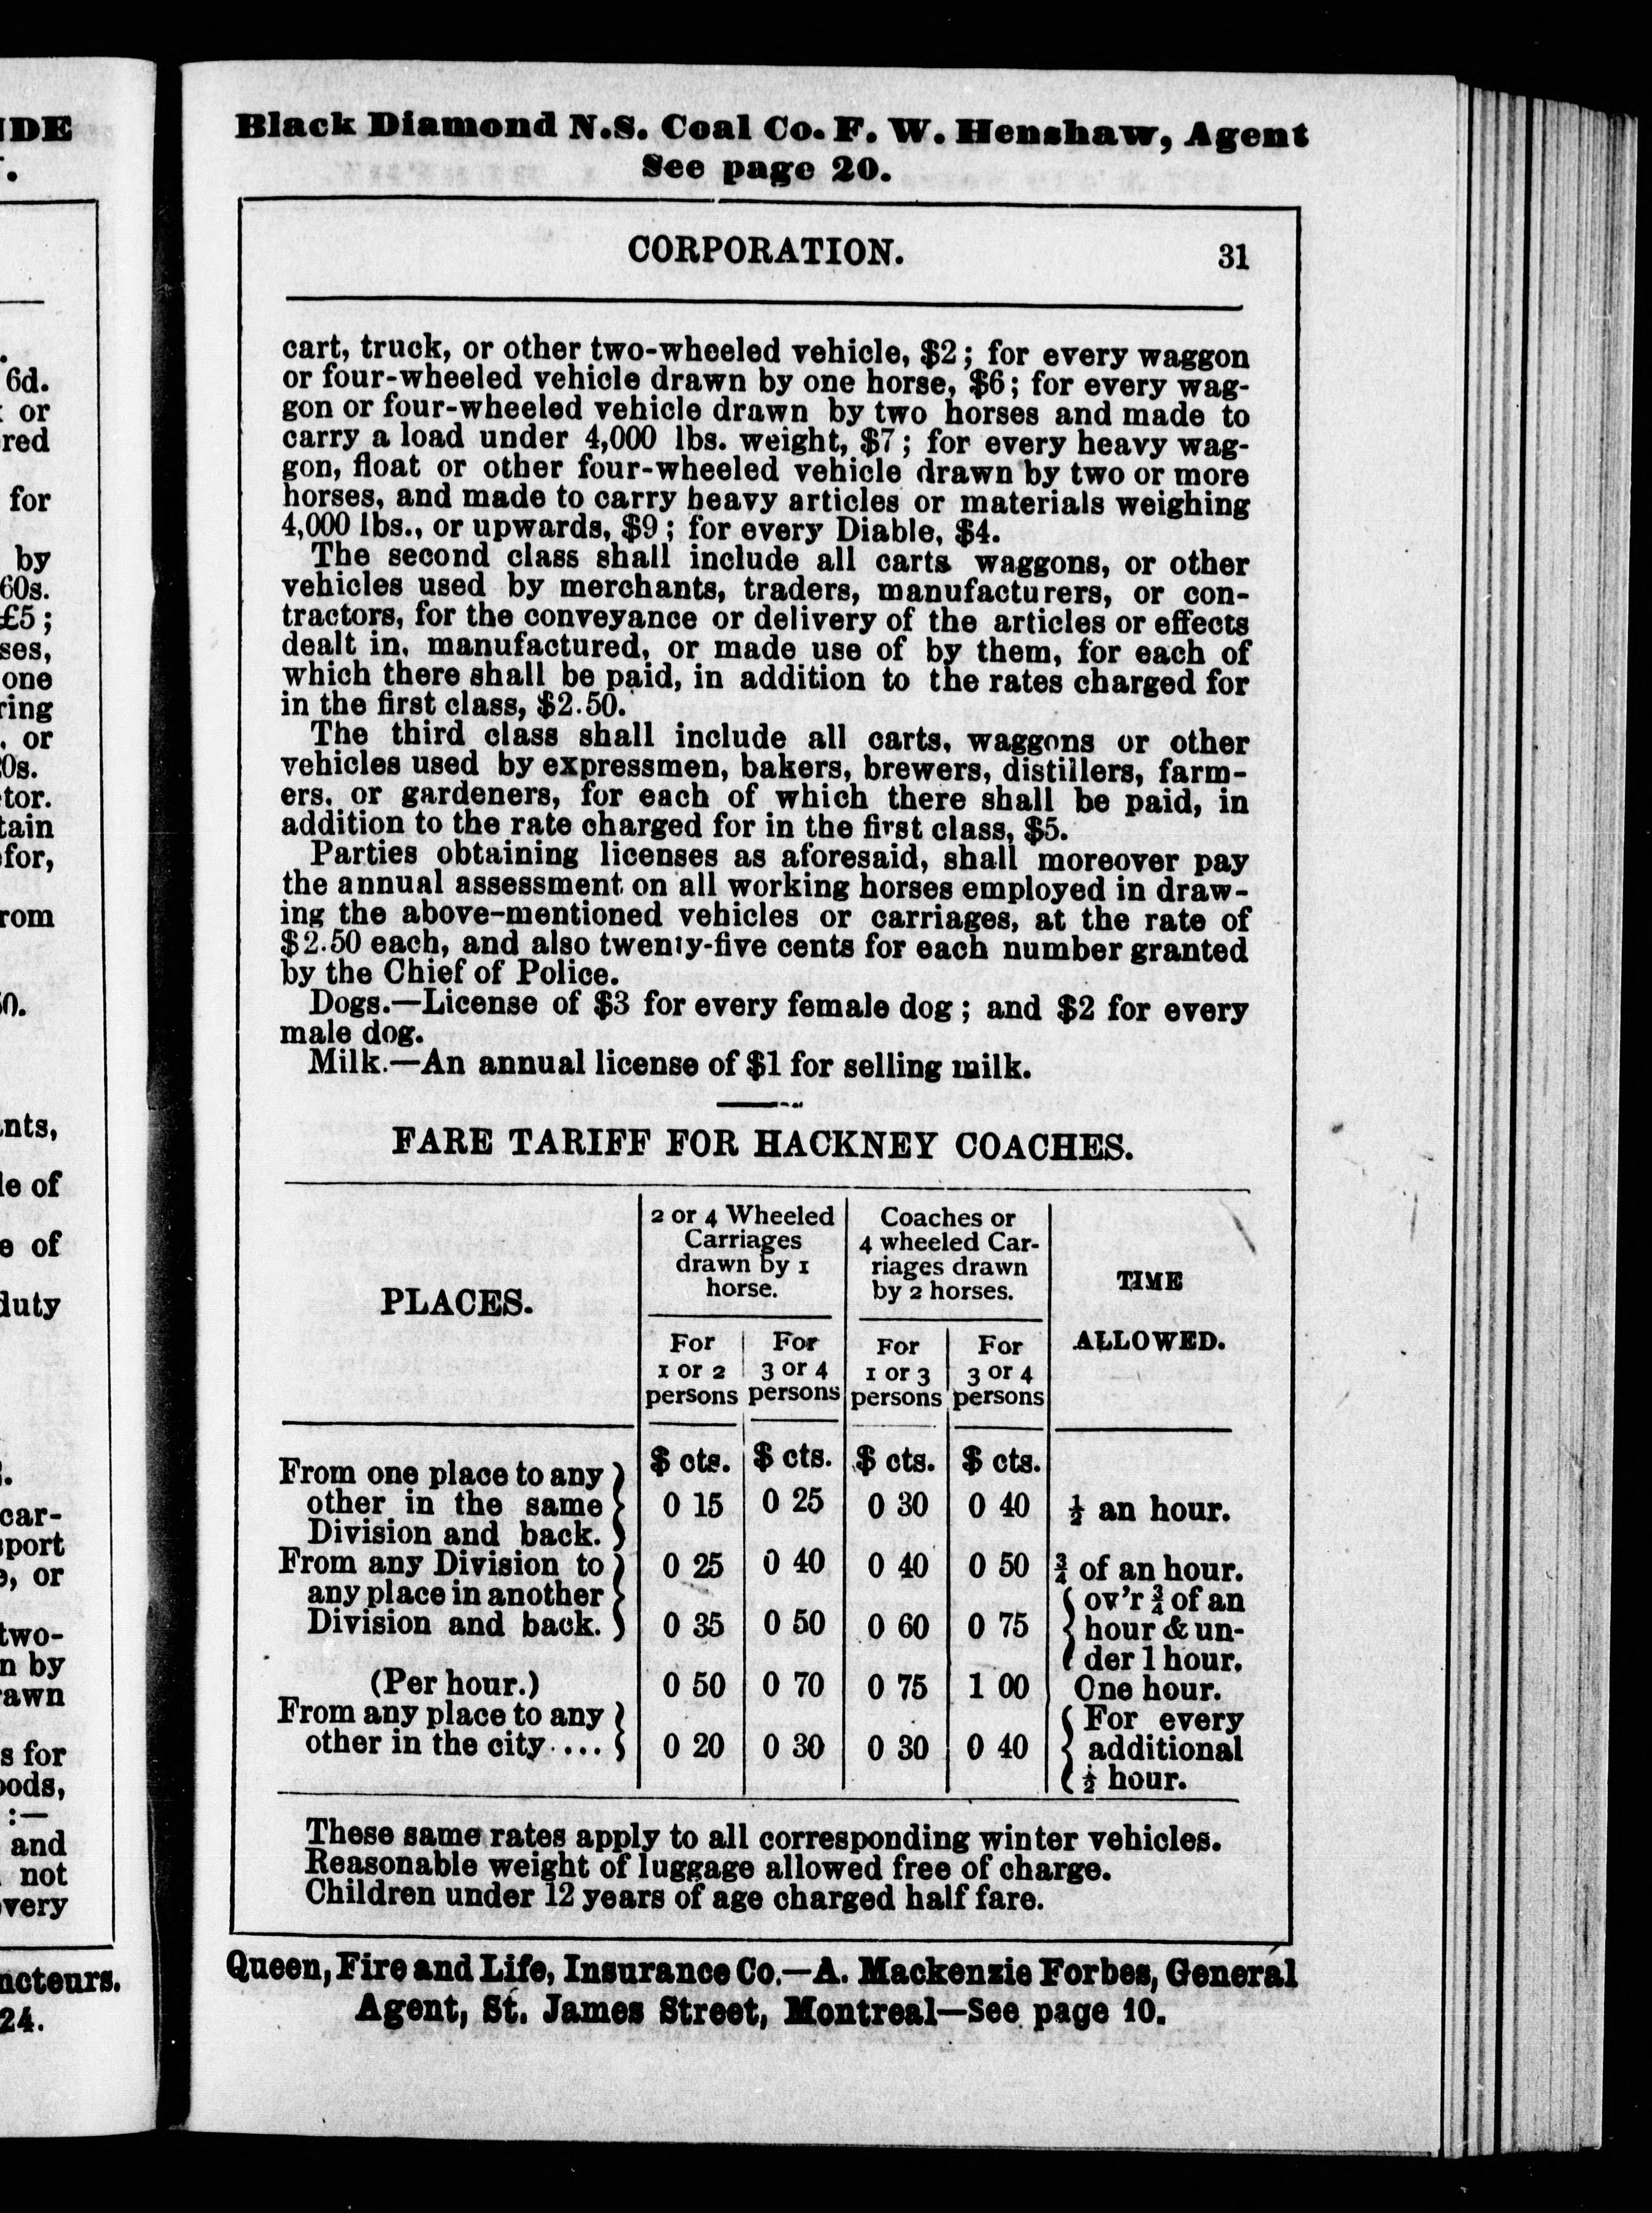 Black Diamond N.S. Coal Co. F. W. Henshaw, Agent
See page 20.
CORPORATION. 31
cart, truck, or other two-wheeled vehicle, $2; for every waggon
or four-wheeled vehicle drawn by one horse, $6; for every wag-
gon or four-wheeled vehicle drawn by two horses and made to
carry a load under 4,000 lbs. weight, $7; for every heavy wag-
gon, float or other four-wheeled vehicle drawn by two or more
horses, and made to carry heavy articles or materials weighing
4,000 lbs., or upwards, $9; for every Diable, $4.
The second class shall include all carts waggons, or other
vehicles used by merchants, traders, manufacturers, or con-
tractors, for the conveyance or delivery of the articles or effects
dealt in, manufactured, or made use of by them, for each of
which there shall be paid, in addition to the rates charged for
in the first class, $2.50.
The third class shall include all carts, waggons or other
vehicles used by expressmen, bakers, brewers, distillers, farm-
ers, or gardeners, for each of which there shall be paid, in
addition to the rate charged for in the first class, $5.
Parties obtaining licenses as aforesaid, shall moreover pay
the annual assessment on all working horses employed in draw-
ing the above-mentioned vehicles or carriages, at the rate of
$2.50 each, and also twenty-five cents for each number granted
by the Chief of Police.
Dogs.—License of $3 for every female dog; and $2 for every
male dog.
Milk.—An annual license of $1 for selling milk.
FARE TARIFF FOR HACKNEY COACHES.
PLACES.
2 or 4 Wheeled
Carriages
drawn by 1
horse.
Coaches or
4 wheeled Car-
riages drawn
by 2 horses.
TIME
ALLOWED.
For
1 or 2
persons
For
3 or 4
persons
For
1 or 3
persons
For
3 or 4
persons
$ cts. $ cts. $ cts. $ cts.
From one place to any
other in the same 0 15 0 25 0 30 0 40 ½ an hour.
Division and back.
From any Division to 0 25 0 40 0 40 0 50 ¾ of an hour.
any place in another ov'r ¾ of an
Division and back. 0 35 0 50 0 60 0 75 hour & un-
der 1 hour.
(Per hour.) 0 50 0 70 0 75 1 00 One hour.
From any place to any For every
other in the city .... 0 20 0 30 0 30 0 40 additional
½ hour.
These same rates apply to all corresponding winter vehicles.
Reasonable weight of luggage allowed free of charge.
Children under 12 years of age charged half fare.
Queen, Fire and Life, Insurance Co.—A. Mackenzie Forbes, General
Agent, St. James Street, Montreal—See page 10.